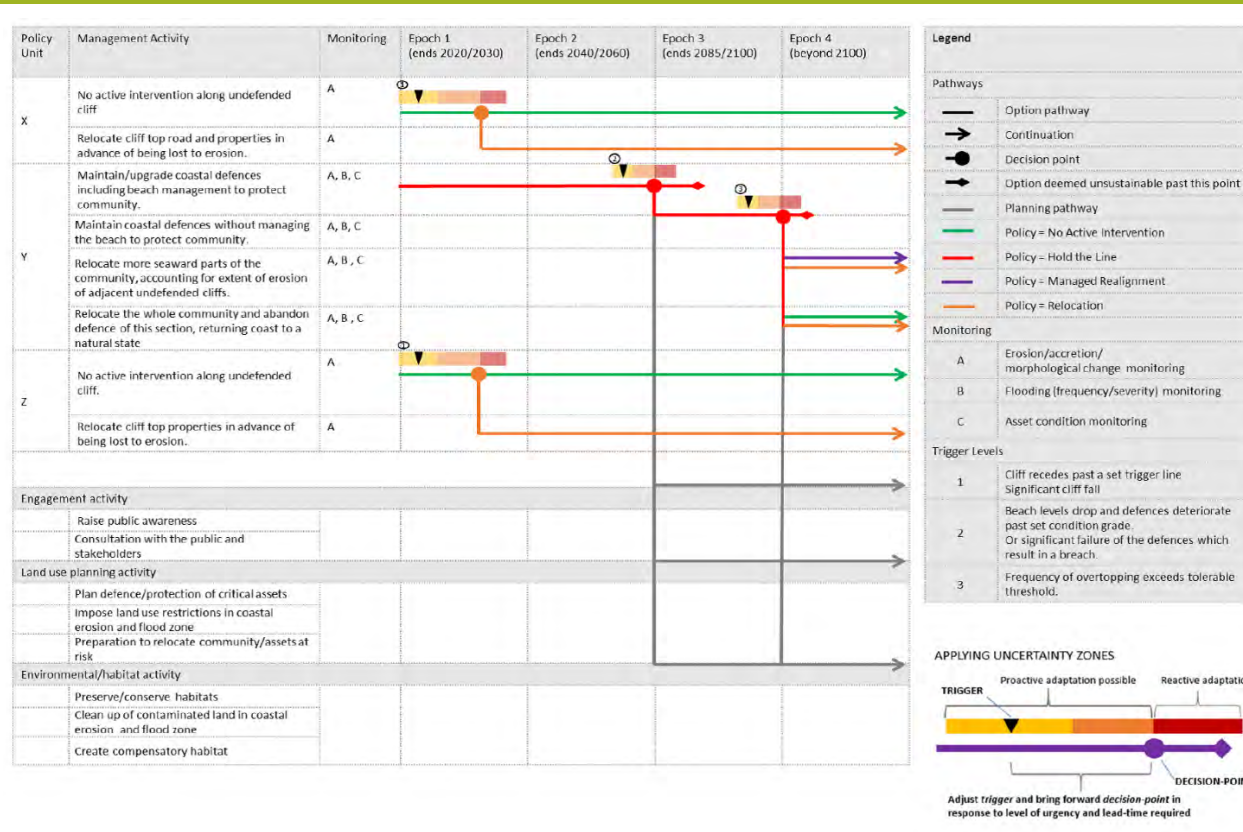 Policy Unit
Management Activity
Monitoring
Epoch 1
(ends 2020/2030)
Epoch 2
(ends 2040/2060)
Epoch 3
(ends 2085/2100)
Epoch 4
(beyond 2100)
X
No active intervention along undefended
cliff
A
Relocate cliff top road and properties in
advance of being lost to erosion.
A
Y
Maintain/upgrade coastal defences
including beach management to protect
community.
A, B, C
2
3
Maintain coastal defences without managing
the beach to protect community.
A, B, C
Relocate more seaward parts of the
community, accounting for extent of erosion
of adjacent undefended cliffs.
A, B , C
Relocate the whole community and abandon
defence of this section, returning coast to a
natural state
A, B, C
Z
No active intervention along undefended
cliff.
A
Relocate cliff top properties in advance of
being lost to erosion.
A
Engagement activity
Raise public awareness
Consultation with the public and
stakeholders
Land use planning activity
Plan defence/protection of critical assets
Impose land use restrictions in coastal
erosion and flood zone
Preparation to relocate community/assets at
risk
Environmental/habitat activity
Preserve/conserve habitats
Clean up of contaminated land in coastal
erosion and flood zone
Create compensatory habitat
Legend
Pathways
Option pathway
Continuation
Decision point
Option deemed unsustainable past this point
Planning pathway
Policy = No Active Intervention
Policy = Hold the Line
Policy = Managed Realignment
Policy = Relocation
Monitoring
A
Erosion/accretion/
morphological change monitoring
B
Flooding (frequency/severity) monitoring
C
Asset condition monitoring
Trigger Levels
1
Cliff recedes past a set trigger line
Significant cliff fall
2
Beach levels drop and defences deteriorate
past set condition grade.
Or significant failure of the defences which
result in a breach.
3
Frequency of overtopping exceeds tolerable
threshold.
APPLYING UNCERTAINTY ZONES
Proactive adaptation possible
Reactive adaptatio
TRIGGER
DECISION-POI
Adjust trigger and bring forward decision-point in
response to level of urgency and lead-time required